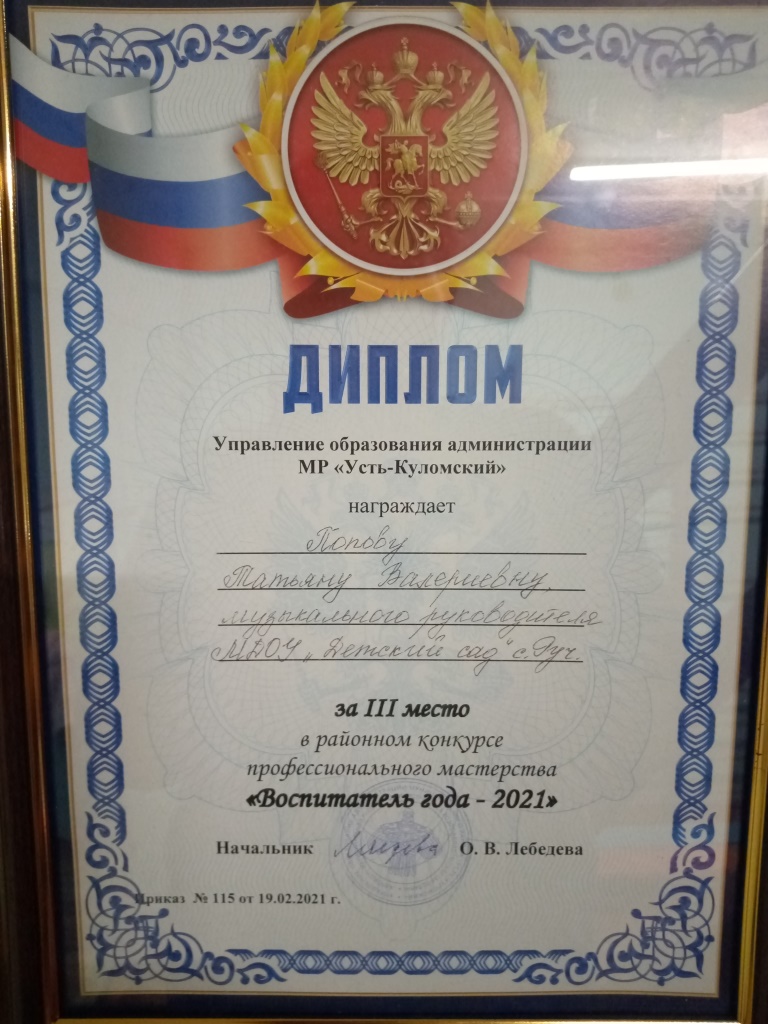 ДИПЛОМ
Управление образования администрации
МР «Усть-Куломский»
награждает
Попову
Татьяну Валериевну,
музыкального руководителя
МДОУ „Детский сад" с. Руч.
за III место
в районном конкурсе
профессионального мастерства
«Воспитатель года - 2021»
Начальник О. В. Лебедева
Приказ № 115 от 19.02.2021 г.